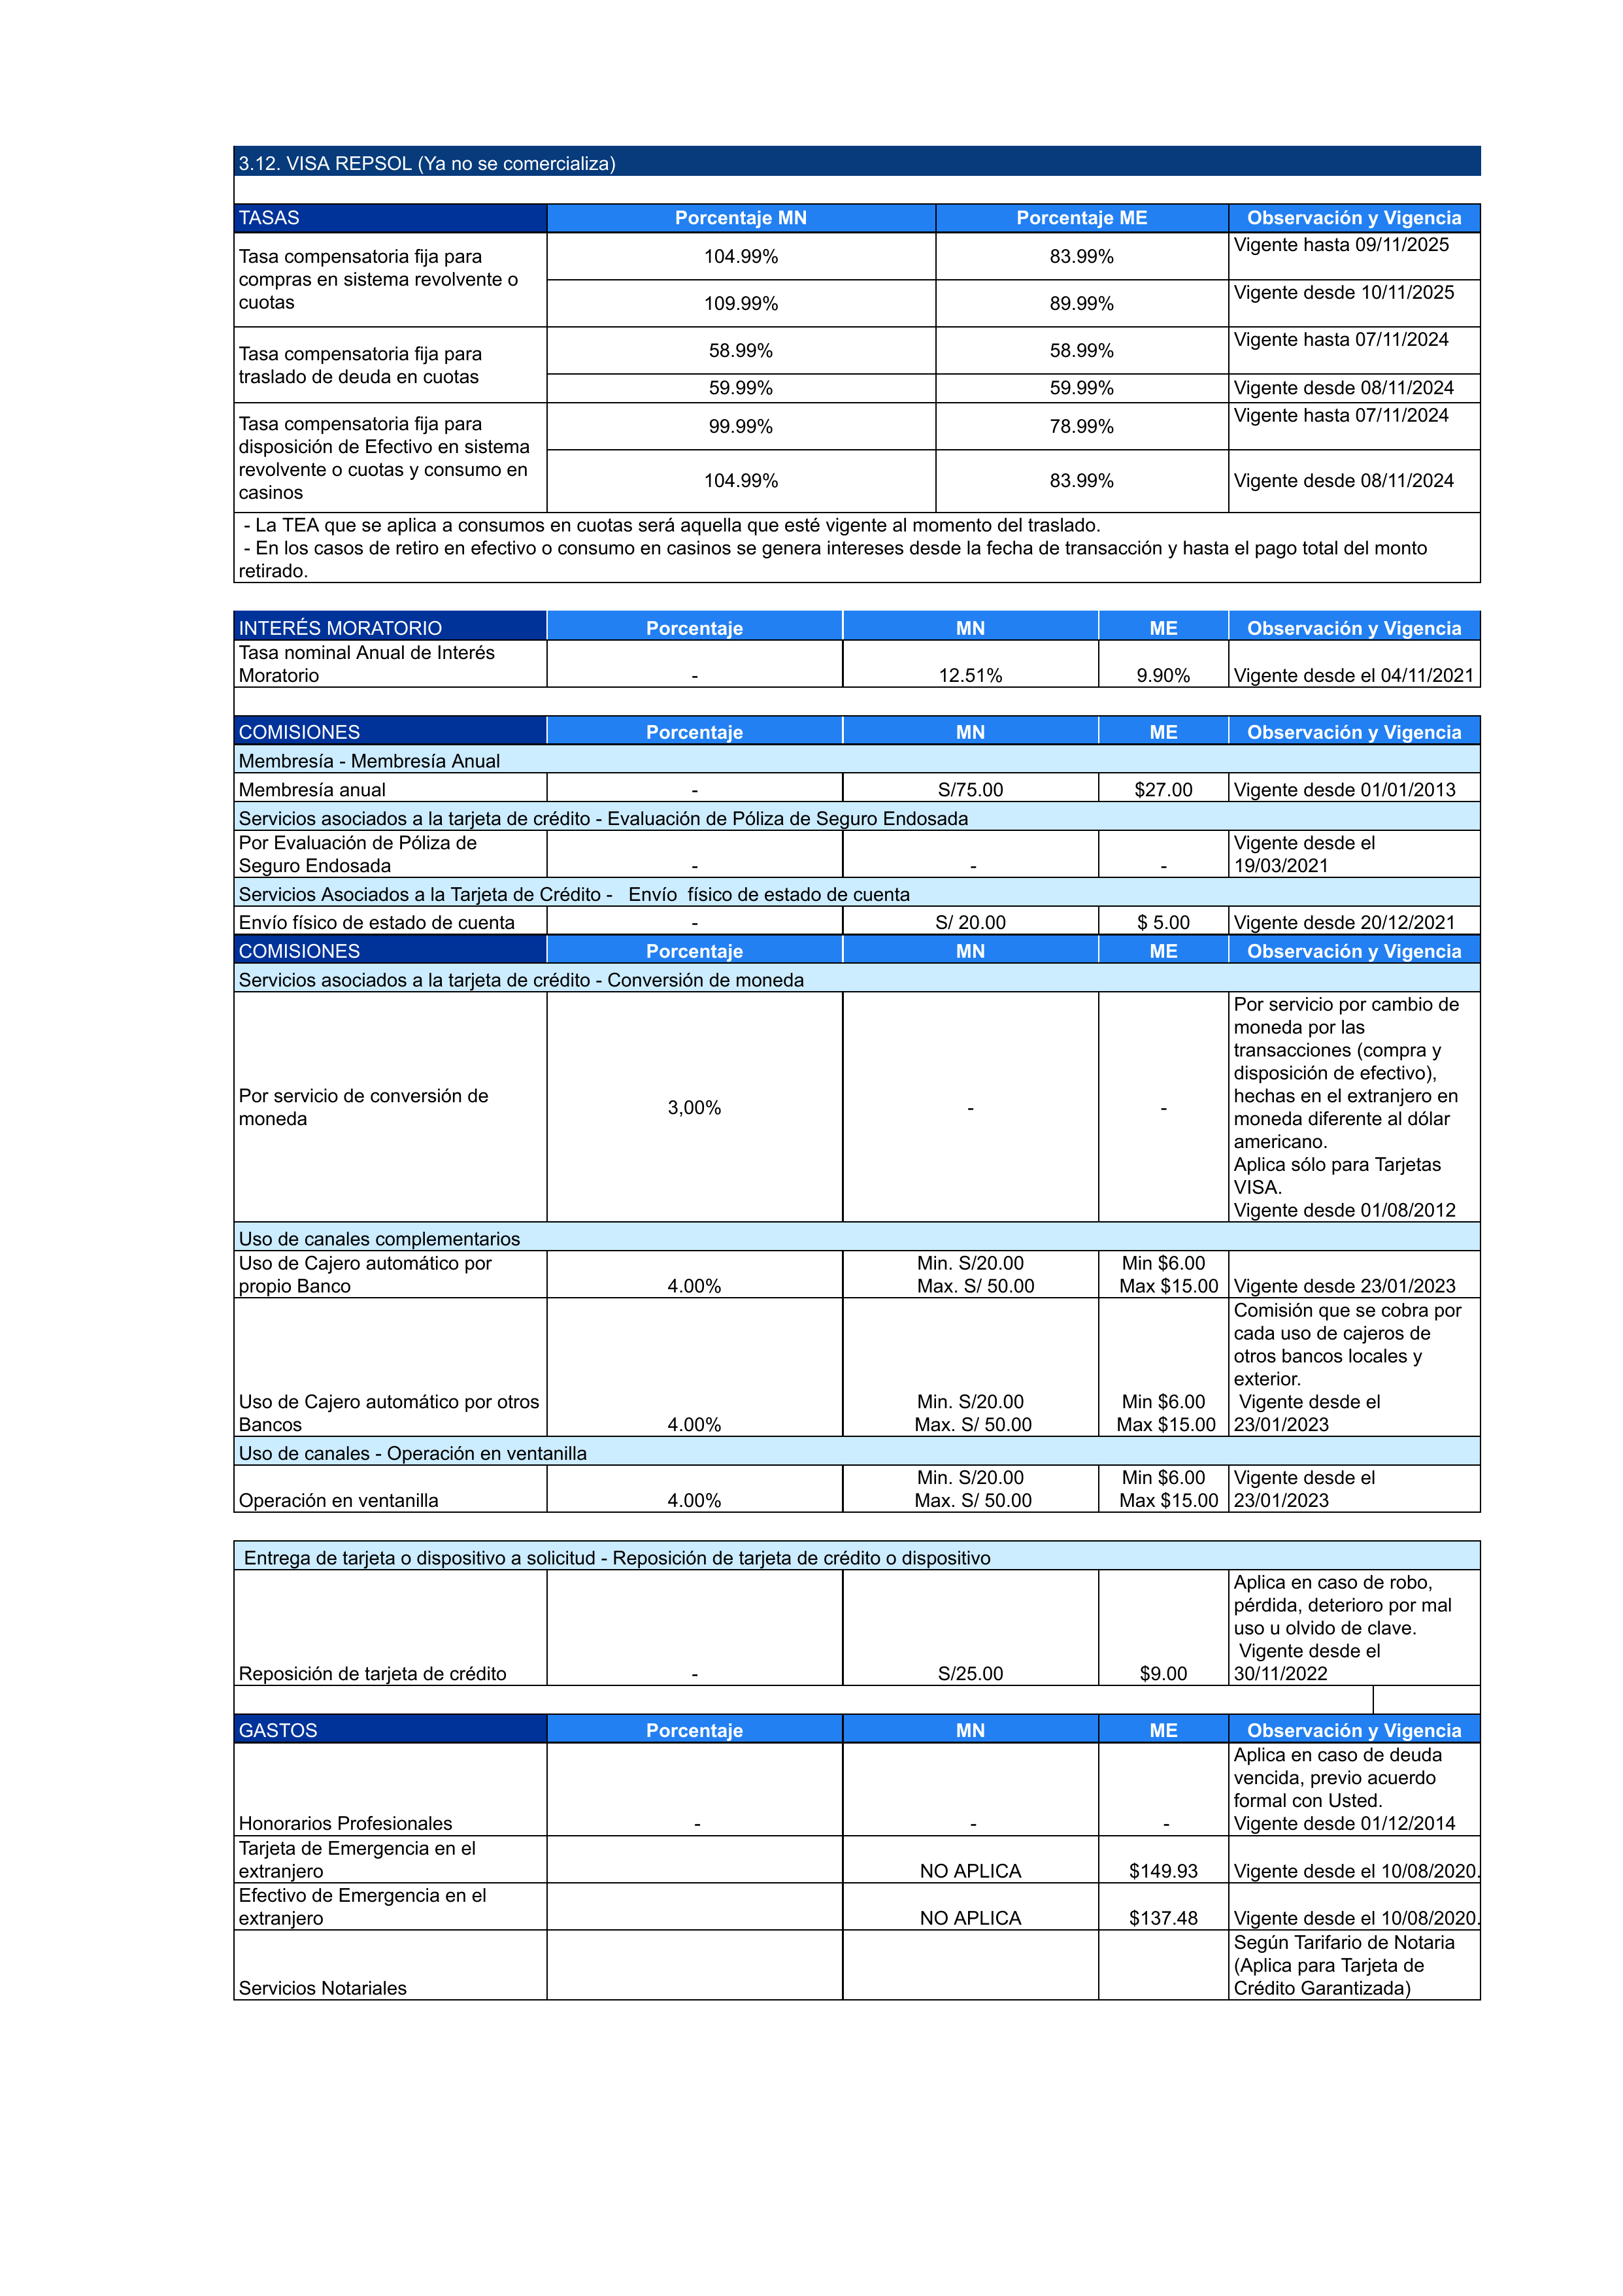 3.12. VISA REPSOL (Ya no se comercializa)
TASAS Porcentaje MN Porcentaje ME Observación y Vigencia
Tasa compensatoria fija para
compras en sistema revolvente o
cuotas
104.99% 83.99% Vigente hasta 09/11/2025
109.99% 89.99% Vigente desde 10/11/2025
Tasa compensatoria fija para
traslado de deuda en cuotas
58.99% 58.99% Vigente hasta 07/11/2024
59.99% 59.99% Vigente desde 08/11/2024
Tasa compensatoria fija para
disposición de Efectivo en sistema
revolvente o cuotas y consumo en
casinos
99.99% 78.99% Vigente hasta 07/11/2024
104.99% 83.99% Vigente desde 08/11/2024
- La TEA que se aplica a consumos en cuotas será aquella que esté vigente al momento del traslado.
- En los casos de retiro en efectivo o consumo en casinos se genera intereses desde la fecha de transacción y hasta el pago total del monto
retirado.
INTERÉS MORATORIO Porcentaje MN ME Observación y Vigencia
Tasa nominal Anual de Interés
Moratorio - 12.51% 9.90% Vigente desde el 04/11/2021
COMISIONES Porcentaje MN ME Observación y Vigencia
Membresía - Membresía Anual
Membresía anual - S/75.00 $27.00 Vigente desde 01/01/2013
Servicios asociados a la tarjeta de crédito - Evaluación de Póliza de Seguro Endosada
Por Evaluación de Póliza de
Seguro Endosada - - -
Vigente desde el
19/03/2021
Servicios Asociados a la Tarjeta de Crédito - Envío físico de estado de cuenta
Envío físico de estado de cuenta - S/ 20.00 $ 5.00 Vigente desde 20/12/2021
COMISIONES Porcentaje MN ME Observación y Vigencia
Servicios asociados a la tarjeta de crédito - Conversión de moneda
Por servicio de conversión de
moneda
3,00% - -
Por servicio por cambio de
moneda por las
transacciones (compra y
disposición de efectivo),
hechas en el extranjero en
moneda diferente al dólar
americano.
Aplica sólo para Tarjetas
VISA.
Vigente desde 01/08/2012
Uso de canales complementarios
Uso de Cajero automático por
propio Banco
4.00%
Min. S/20.00
Max. S/ 50.00
Min $6.00
Max $15.00
Vigente desde 23/01/2023
Uso de Cajero automático por otros
Bancos
4.00%
Min. S/20.00
Max. S/ 50.00
Min $6.00
Max $15.00
Comisión que se cobra por
cada uso de cajeros de
otros bancos locales y
exterior.
Vigente desde el
23/01/2023
Uso de canales - Operación en ventanilla
Operación en ventanilla
4.00%
Min. S/20.00
Max. S/ 50.00
Min $6.00
Max $15.00
Vigente desde el
23/01/2023
Entrega de tarjeta o dispositivo a solicitud - Reposición de tarjeta de crédito o dispositivo
Reposición de tarjeta de crédito - S/25.00 $9.00
Aplica en caso de robo,
pérdida, deterioro por mal
uso u olvido de clave.
Vigente desde el
30/11/2022
GASTOS Porcentaje MN ME Observación y Vigencia
Honorarios Profesionales - - -
Aplica en caso de deuda
vencida, previo acuerdo
formal con Usted.
Vigente desde 01/12/2014
Tarjeta de Emergencia en el
extranjero NO APLICA $149.93 Vigente desde el 10/08/2020.
Efectivo de Emergencia en el
extranjero NO APLICA $137.48 Vigente desde el 10/08/2020.
Servicios Notariales
Según Tarifario de Notaria
(Aplica para Tarjeta de
Crédito Garantizada)